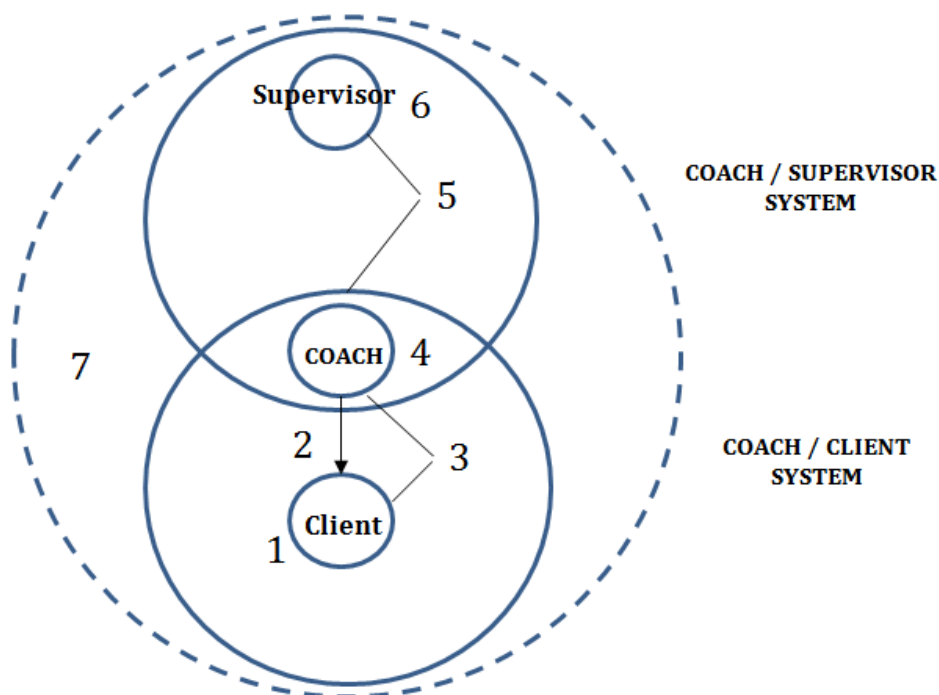 Supervisor
6
COACH / SUPERVISOR
SYSTEM
5
COACH
4
7
2
3
COACH / CLIENT
SYSTEM
Client
1